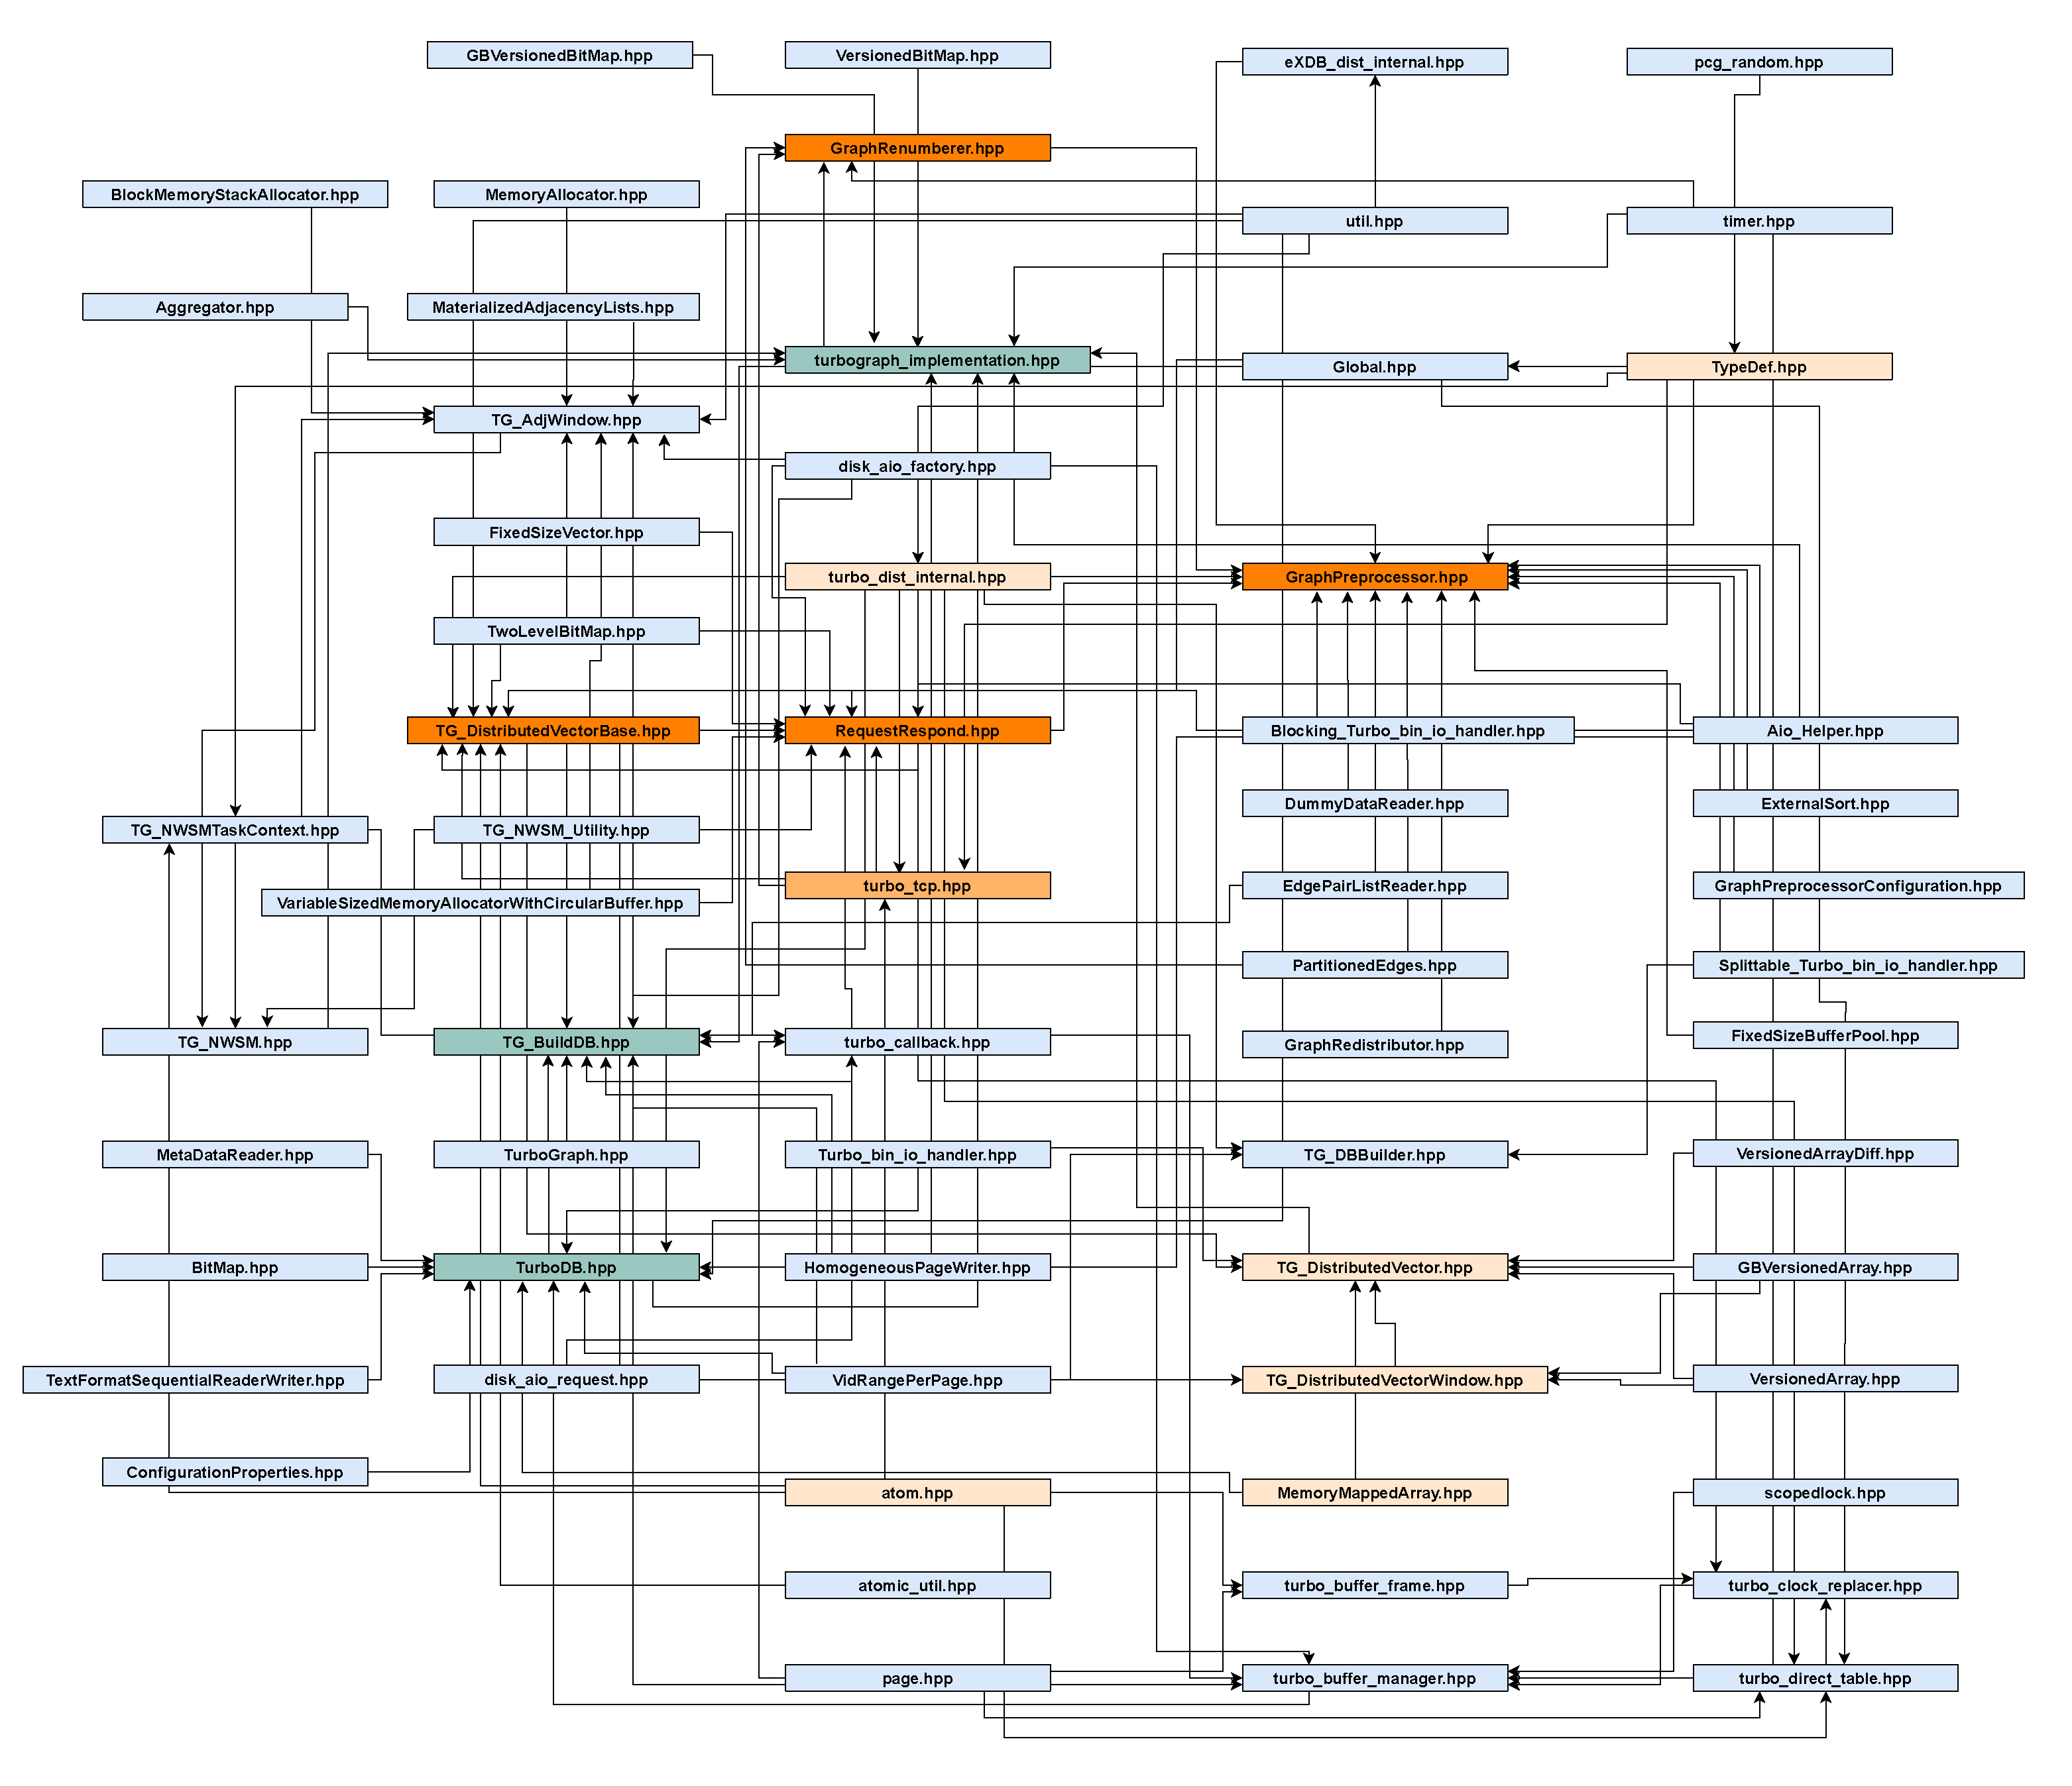 GBVersionedBitMap.hpp
VersionedBitMap.hpp
eXDB_dist_internal.hpp
pcg_random.hpp
GraphRenumberer.hpp
BlockMemoryStackAllocator.hpp
MemoryAllocator.hpp
util.hpp
timer.hpp
Aggregator.hpp
MaterializedAdjacencyLists.hpp
turbograph_implementation.hpp
Global.hpp
TypeDef.hpp
TG_AdjWindow.hpp
disk_aio_factory.hpp
FixedSizeVector.hpp
turbo_dist_internal.hpp
GraphPreprocessor.hpp
TwoLevelBitMap.hpp
TG_DistributedVectorBase.hpp
RequestRespond.hpp
Blocking_Turbo_bin_io_handler.hpp
Aio_Helper.hpp
DummyDataReader.hpp
ExternalSort.hpp
TG_NWSMTaskContext.hpp
TG_NWSM_Utility.hpp
turbo_tcp.hpp
EdgePairListReader.hpp
GraphPreprocessorConfiguration.hpp
VariableSizedMemoryAllocatorWithCircularBuffer.hpp
PartitionedEdges.hpp
Splittable_Turbo_bin_io_handler.hpp
TG_NWSM.hpp
TG_BuildDB.hpp
turbo_callback.hpp
GraphRedistributor.hpp
FixedSizeBufferPool.hpp
MetaDataReader.hpp
TurboGraph.hpp
Turbo_bin_io_handler.hpp
TG_DBBuilder.hpp
VersionedArrayDiff.hpp
BitMap.hpp
TurboDB.hpp
HomogeneousPageWriter.hpp
TG_DistributedVector.hpp
GBVersionedArray.hpp
TextFormatSequentialReaderWriter.hpp
disk_aio_request.hpp
VidRangePerPage.hpp
TG_DistributedVectorWindow.hpp
VersionedArray.hpp
ConfigurationProperties.hpp
atom.hpp
MemoryMappedArray.hpp
scopedlock.hpp
atomic_util.hpp
turbo_buffer_frame.hpp
turbo_clock_replacer.hpp
page.hpp
turbo_buffer_manager.hpp
turbo_direct_table.hpp